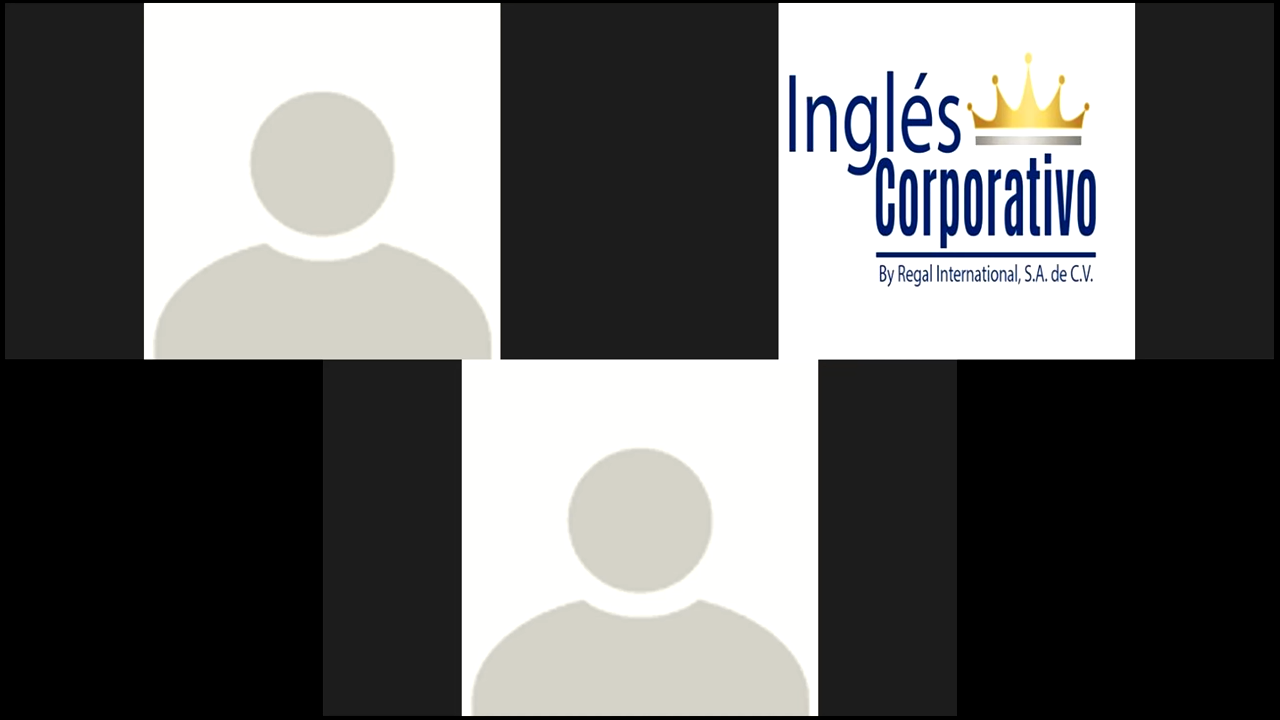 Inglés
Corporativo
By Regal International, S.A. de C.V.